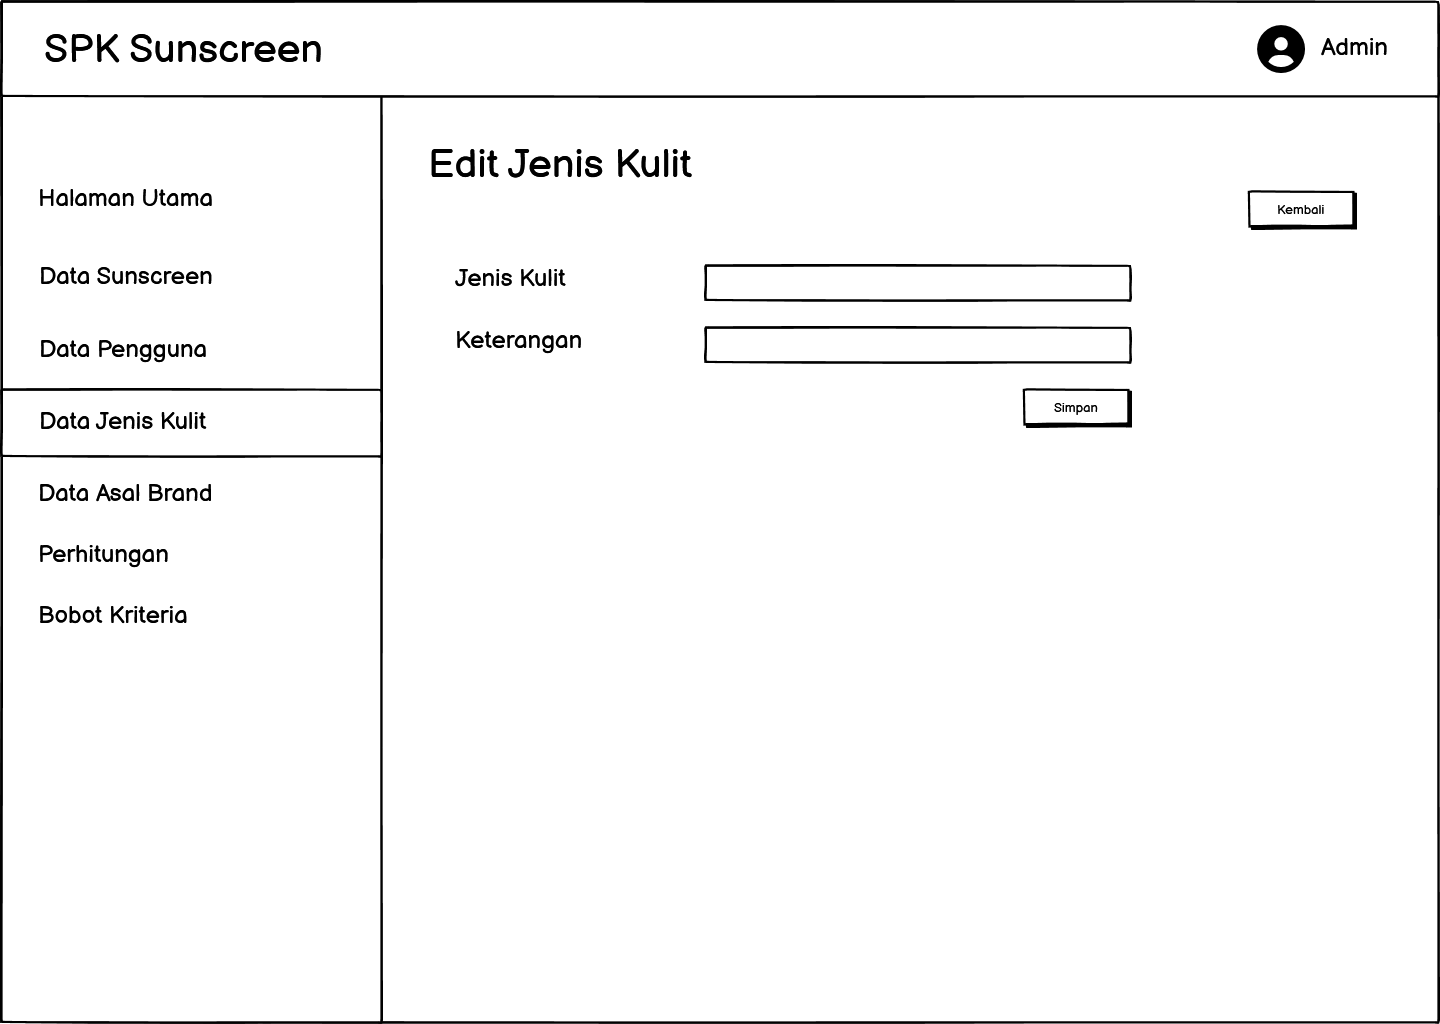 SPK Sunscreen
Admin
Halaman Utama
Data Sunscreen
Data Pengguna
Data Jenis Kulit
Data Asal Brand
Perhitungan
Bobot Kriteria
Edit Jenis Kulit
Kembali
Jenis Kulit
Keterangan
Simpan